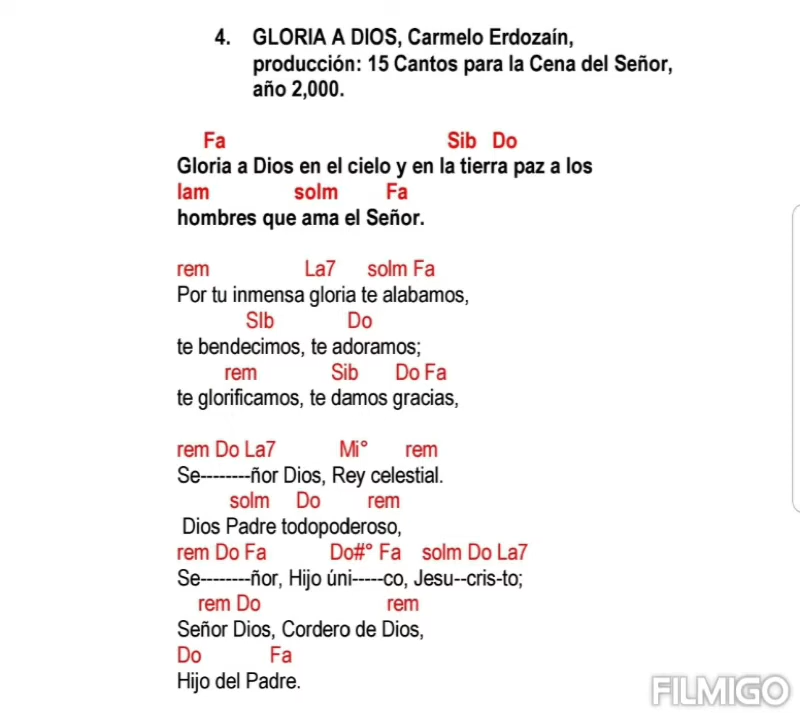 4. GLORIA A DIOS, Carmelo Erdozaín,
producción: 15 Cantos para la Cena del Señor,
año 2,000.
Fa Sib Do
Gloria a Dios en el cielo y en la tierra paz a los
lam solm Fa
hombres que ama el Señor.
rem La7 solm Fa
Por tu inmensa gloria te alabamos,
SIb Do
te bendecimos, te adoramos;
rem Sib Do Fa
te glorificamos, te damos gracias,
rem Do La7 Mi° rem
Se--------ñor Dios, Rey celestial.
solm Do rem
Dios Padre todopoderoso,
rem Do Fa Do#° Fa solm Do La7
Se--------ñor, Hijo úni-----co, Jesu--cris-to;
rem Do rem
Señor Dios, Cordero de Dios,
Do Fa
Hijo del Padre.
FILMIGO